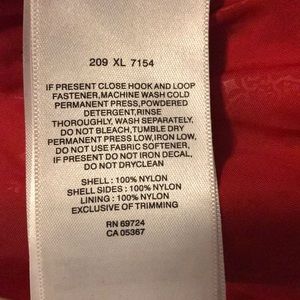 209 XL 7154
IF PRESENT CLOSE HOOK AND LOOP
FASTENER,MACHINE WASH COLD
PERMANENT PRESS,POWDERED
DETERGENT,RINSE
THOROUGHLY, WASH SEPARATELY.
DO NOT BLEACH,TUMBLE DRY
PERMANENT PRESS LOW,IRON LOW,
DO NOT USE FABRIC SOFTENER,
IF PRESENT DO NOT IRON DECAL,
DO NOT DRYCLEAN
SHELL : 100% NYLON
SHELL SIDES : 100% NYLON
LINING : 100% NYLON
EXCLUSIVE OF TRIMMING
RN 69724
CA 05367